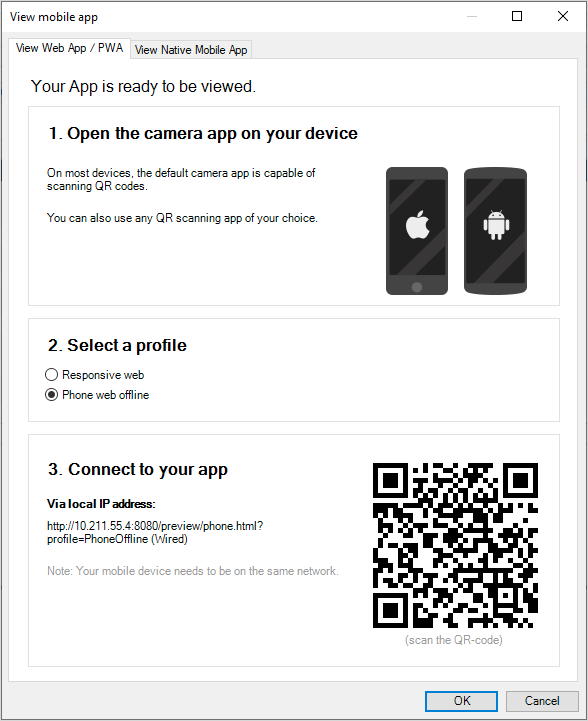 View mobile app
View Web App / PWA
View Native Mobile App
Your App is ready to be viewed.
1. Open the camera app on your device
On most devices, the default camera app is capable of
scanning QR codes.
You can also use any QR scanning app of your choice.
2. Select a profile
Responsive web
Phone web offline
3. Connect to your app
Via local IP address:
http://10.211.55.4:8080/preview/phone.html?
profile=PhoneOffline (Wired)
Note: Your mobile device needs to be on the same network.
(scan the QR-code)
OK
Cancel